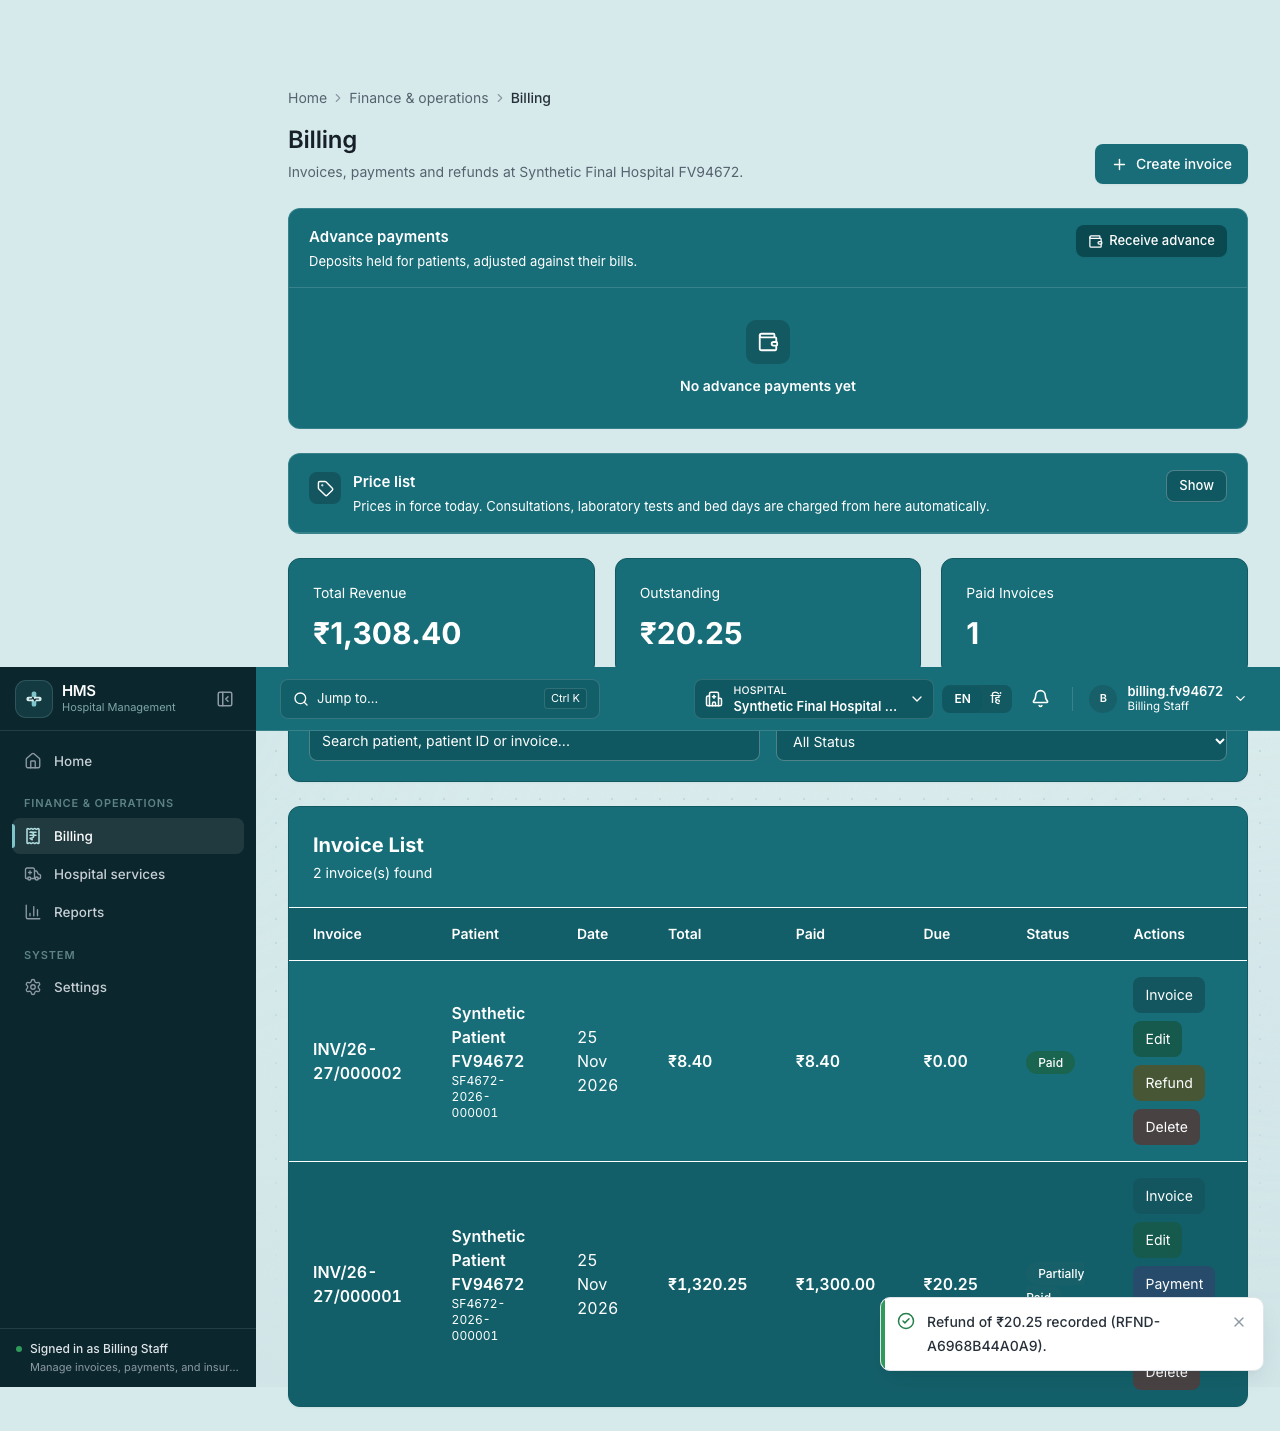 Home > Finance & operations > Billing
Billing
Invoices, payments and refunds at Synthetic Final Hospital FV94672.
Create invoice
Advance payments
Deposits held for patients, adjusted against their bills.
Receive advance
No advance payments yet
Price list
Prices in force today. Consultations, laboratory tests and bed days are charged from here automatically.
Show
Total Revenue
₹1,308.40
Outstanding
₹20.25
Paid Invoices
1
HMS
Hospital Management
Jump to...
Ctrl K
HOSPITAL
Synthetic Final Hospital ...
EN
हिं
B
billing.fv94672
Billing Staff
Home
FINANCE & OPERATIONS
Billing
Hospital services
Reports
SYSTEM
Settings
Signed in as Billing Staff
Manage invoices, payments, and insur...
Search patient, patient ID or invoice...
All Status
Invoice List
2 invoice(s) found
Invoice Patient Date Total Paid Due Status Actions
INV/26-
27/000002
Synthetic
Patient
FV94672
SF4672-
2026-
000001
25
Nov
2026
₹8.40
₹8.40
₹0.00
Paid
Invoice
Edit
Refund
Delete
INV/26-
27/000001
Synthetic
Patient
FV94672
SF4672-
2026-
000001
25
Nov
2026
₹1,320.25
₹1,300.00
₹20.25
Partially
Paid
Invoice
Edit
Payment
Delete
Refund of ₹20.25 recorded (RFND-
A6968B44A0A9).